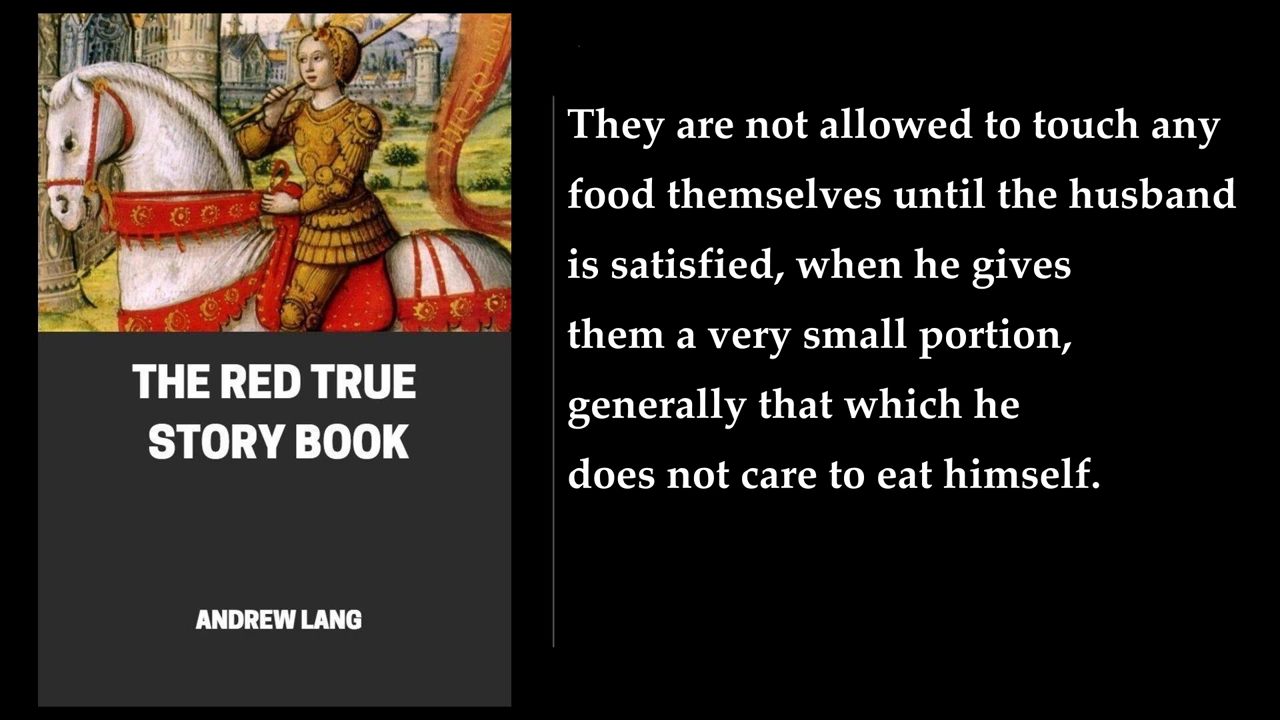 THE RED TRUE
STORY BOOK
ANDREW LANG
They are not allowed to touch any
food themselves until the husband
is satisfied, when he gives
them a very small portion,
generally that which he
does not care to eat himself.